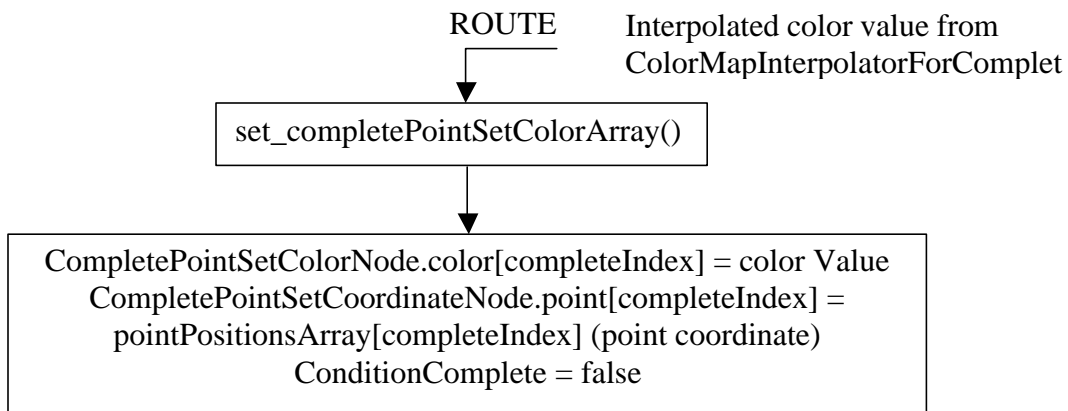 ROUTE
Interpolated color value from
ColorMapInterpolatorForComplet
set_completePointSetColorArray()
CompletePointSetColorNode.color[completeIndex] = color Value
CompletePointSetCoordinateNode.point[completeIndex] =
pointPositionsArray[completeIndex] (point coordinate)
ConditionComplete = false